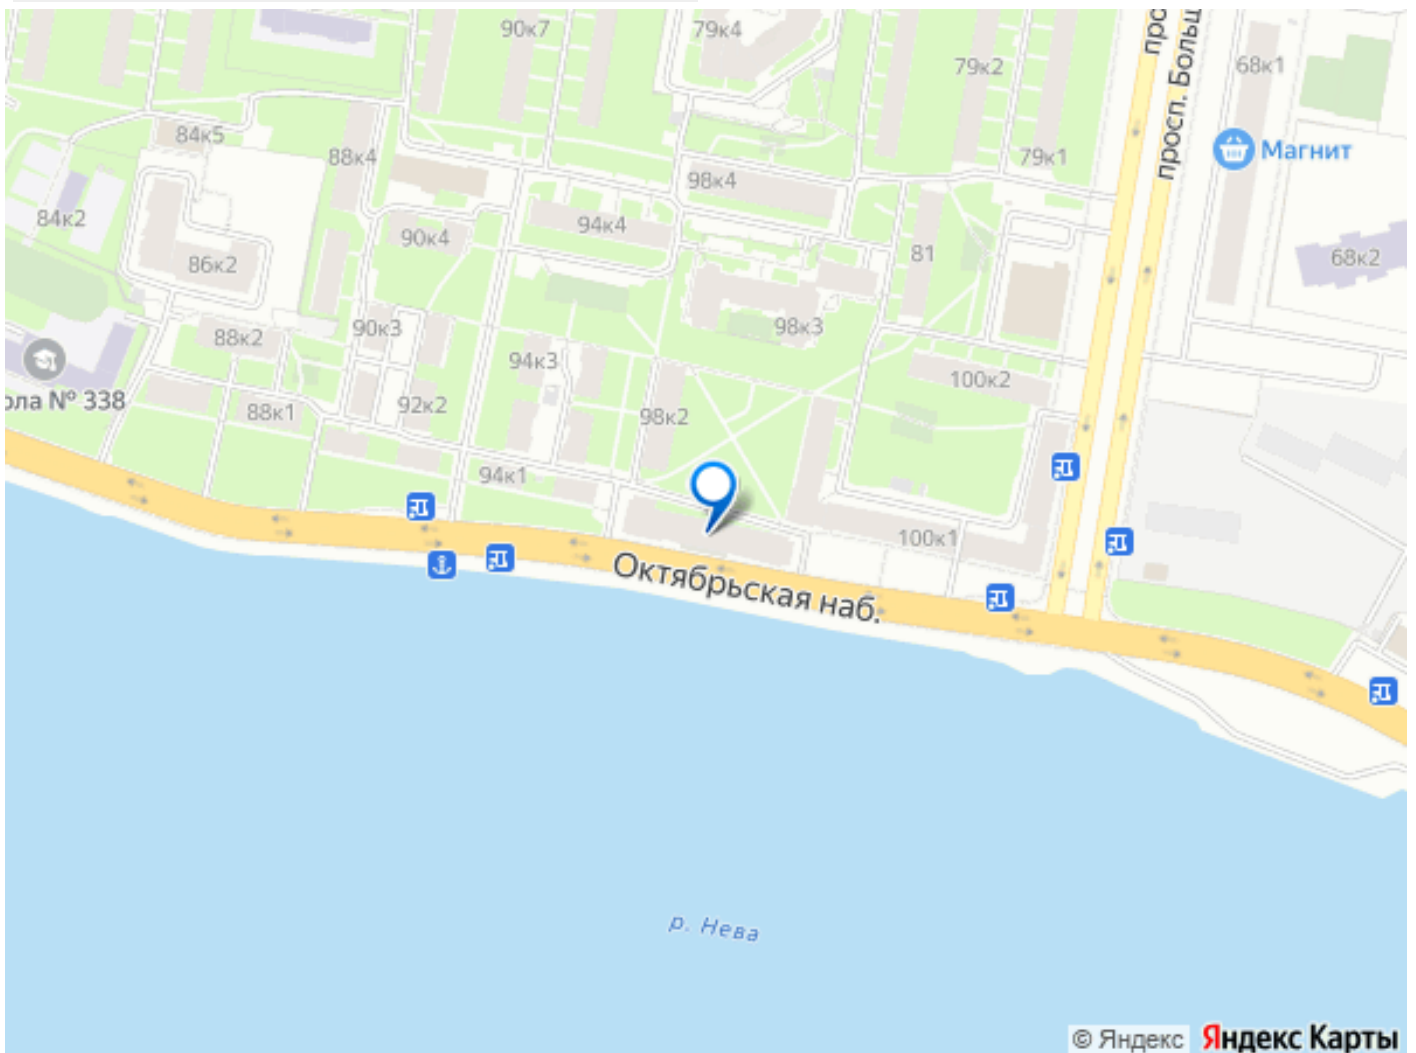 90к7
79к4
79к2
68к1
просп. Больш
про
84к5
88к4
79к1
Магнит
98к4
84к2
94к4
90к4
86к2
81
68к2
98к3
90к3
88к2
94к3
100к2
ола № 338
88к1
92к2
98к2
94к1
100к1
Октябрьская наб.
р. Нева
© Яндекс Яндекс Карты